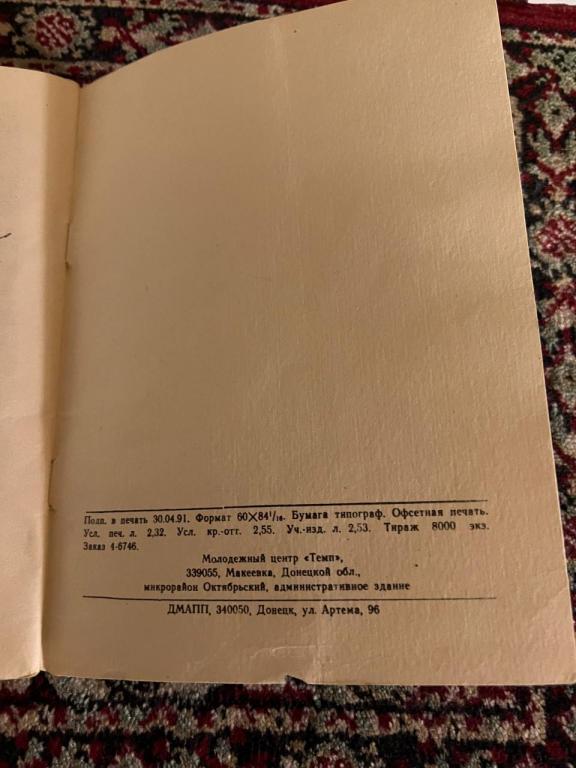 Подп. в печать 30.04.91. Формат 60×84¹/₁₆. Бумага типограф. Офсетная печать.
Усл. печ. л. 2,32. Усл. кр.-отт. 2,55. Уч.-изд. л. 2,53. Тираж 8000 экз.
Заказ 4-6746.
Молодежный центр «Темп»,
339055, Макеевка, Донецкой обл.,
микрорайон Октябрьский, административное здание
ДМАПП, 340050, Донецк, ул. Артема, 96